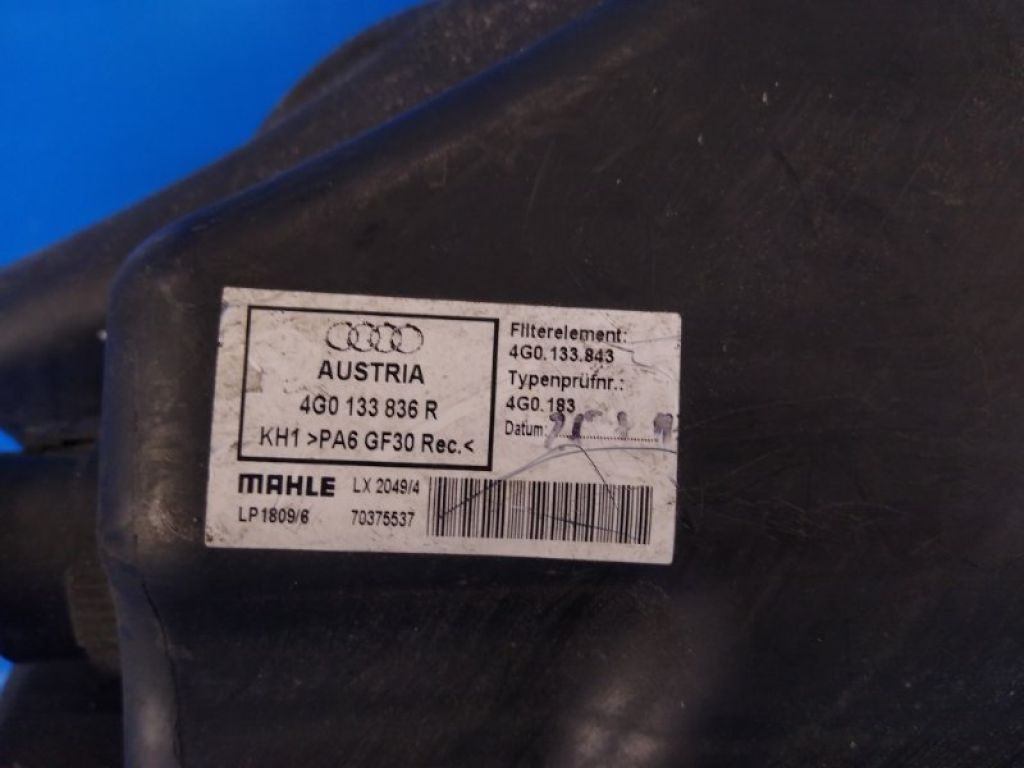 AUSTRIA
4G0 133 836 R
KH1 >PA6 GF30 Rec.<
Filterelement:
4G0.133.843
Typenprüfnr.:
4G0.183
Datum:
MAHLE LX 2049/4
LP1809/6 70375537